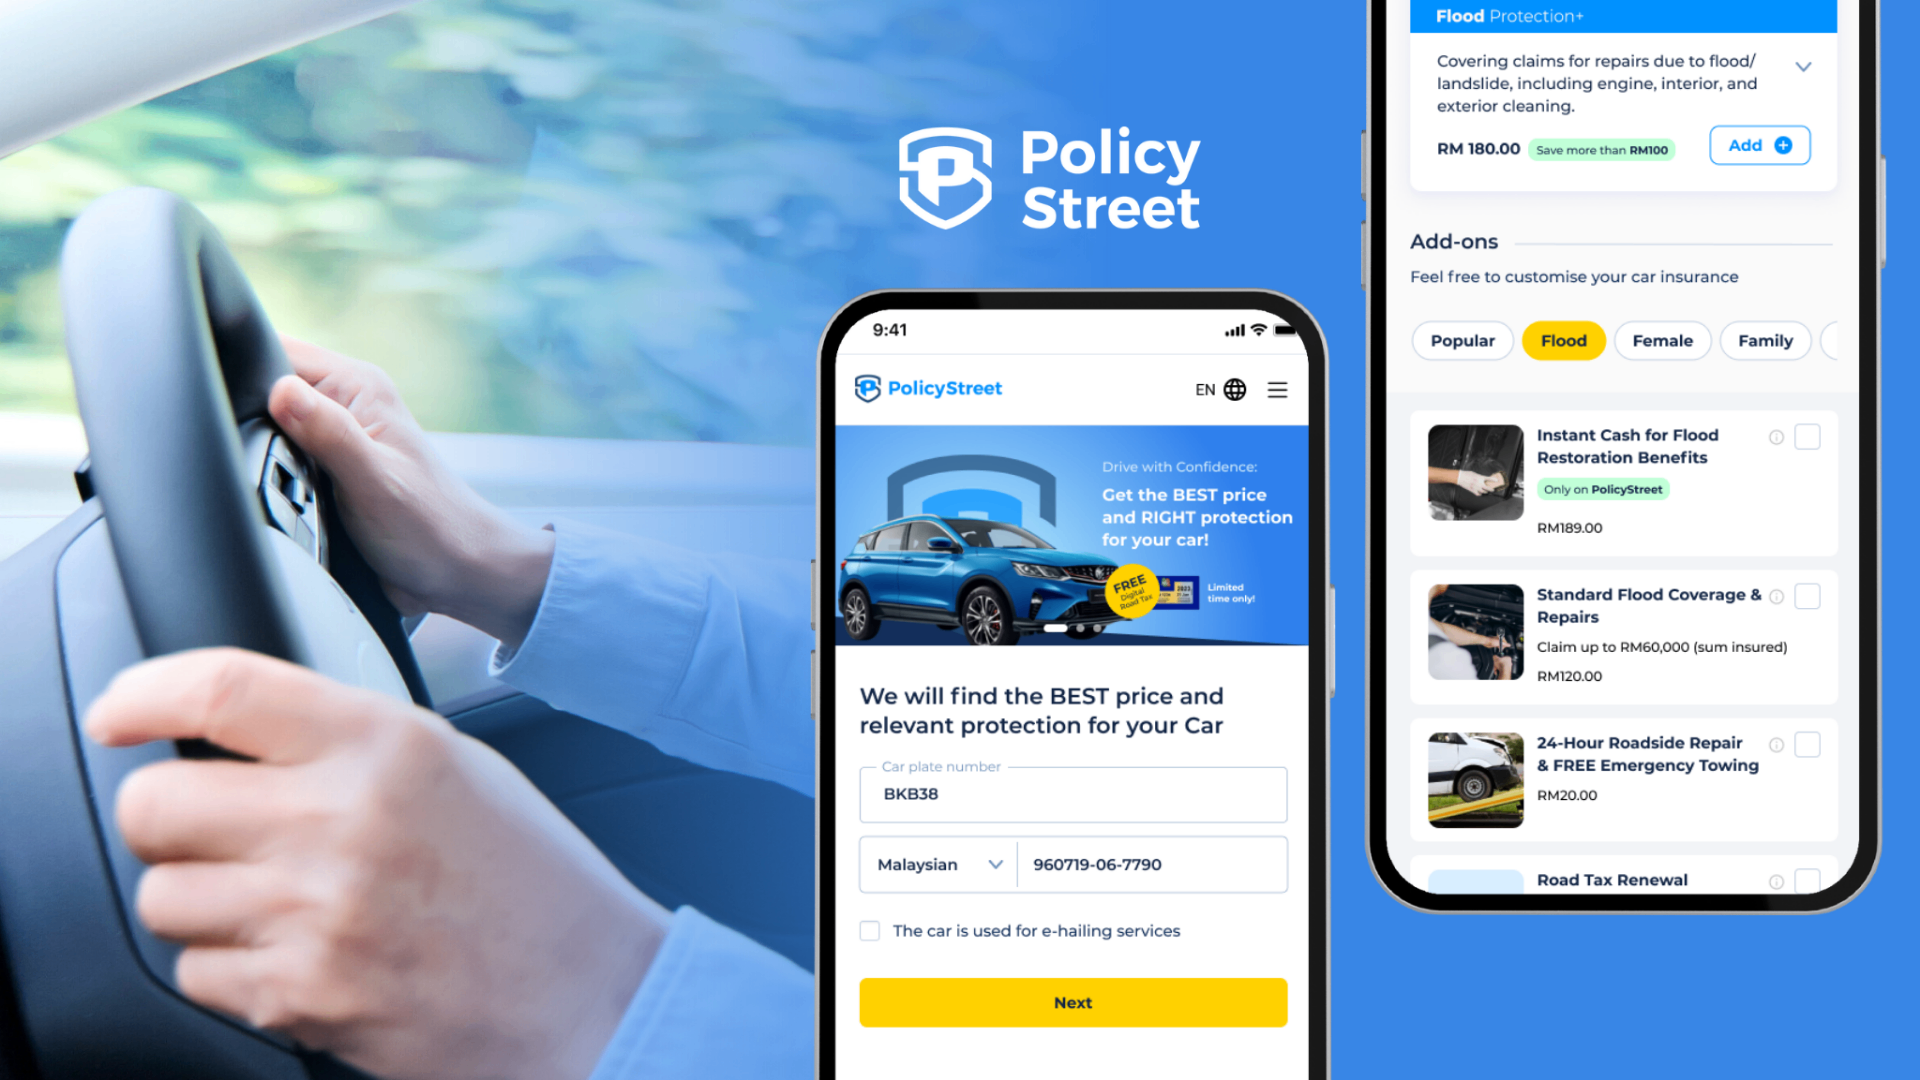 Policy
Street
9:41
PolicyStreet
EN
Drive with Confidence:
Get the BEST price
and RIGHT protection
for your car!
FREE
Digital
Road Tax
2023
Limited
time only!
We will find the BEST price and
relevant protection for your Car
Car plate number
BKB38
Malaysian
960719-06-7790
The car is used for e-hailing services
Next
Flood Protection+
Covering claims for repairs due to flood/
landslide, including engine, interior, and
exterior cleaning.
RM 180.00 Save more than RM100
Add
Add-ons
Feel free to customise your car insurance
Popular
Flood
Female
Family
Instant Cash for Flood
Restoration Benefits
Only on PolicyStreet
RM189.00
Standard Flood Coverage &
Repairs
Claim up to RM60,000 (sum insured)
RM120.00
24-Hour Roadside Repair
& FREE Emergency Towing
RM20.00
Road Tax Renewal